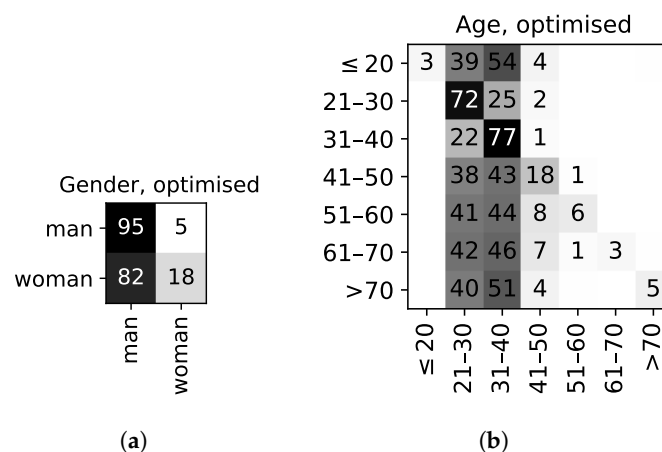 Gender, optimised
man 95 5
woman 82 18
man woman
(a)
Age, optimised
≤ 20 3 39 54 4
21–30 72 25 2
31–40 22 77 1
41–50 38 43 18 1
51–60 41 44 8 6
61–70 42 46 7 1 3
>70 40 51 4 5
≤ 20 21–30 31–40 41–50 51–60 61–70 > 70
(b)